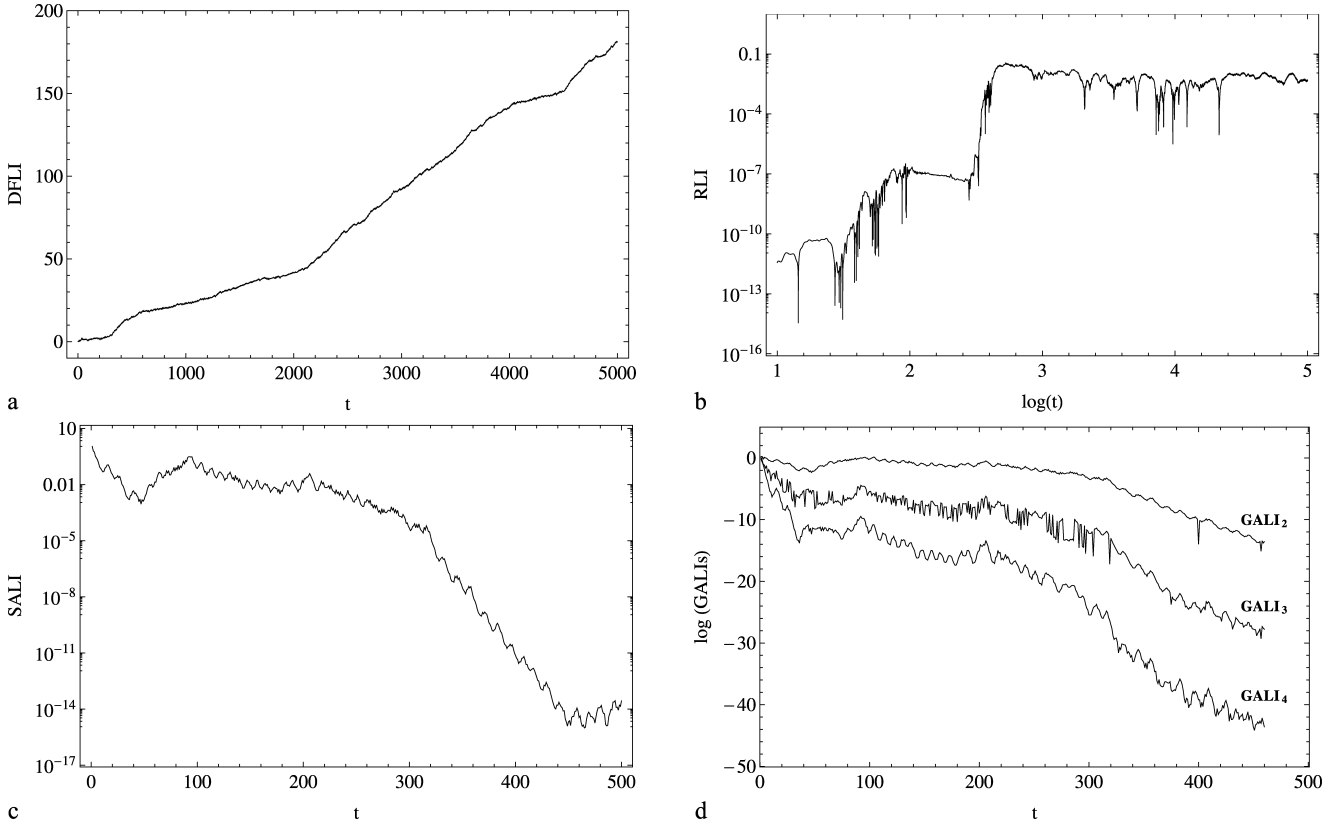 200
150
100
50
0
DFLI
0 1000 2000 3000 4000 5000
a
t
0.1
10⁻⁴
10⁻⁷
10⁻¹⁰
10⁻¹³
10⁻¹⁶
RLI
1 2 3 4 5
b
log(t)
10
0.01
10⁻⁵
10⁻⁸
10⁻¹¹
10⁻¹⁴
10⁻¹⁷
SALI
0 100 200 300 400 500
c
t
0
−10
−20
−30
−40
−50
log (GALIs)
GALI₂
GALI₃
GALI₄
0 100 200 300 400 500
d
t